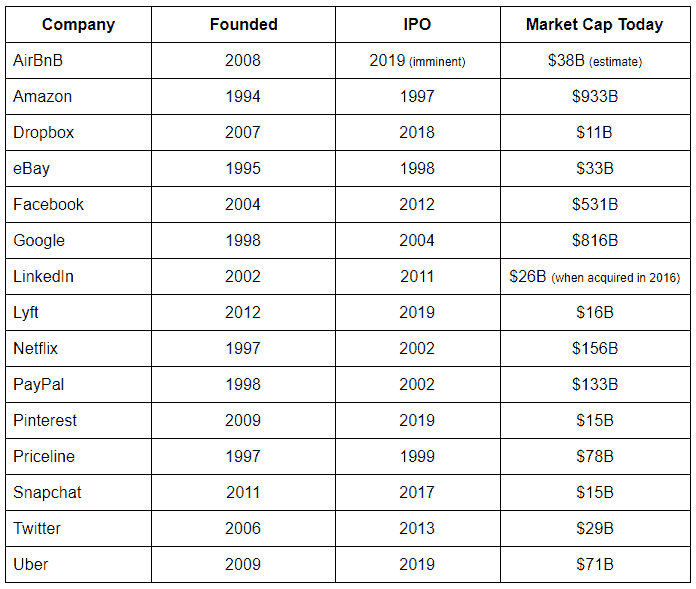 Company Founded IPO Market Cap Today
AirBnB 2008 2019 (imminent) $38B (estimate)
Amazon 1994 1997 $933B
Dropbox 2007 2018 $11B
eBay 1995 1998 $33B
Facebook 2004 2012 $531B
Google 1998 2004 $816B
LinkedIn 2002 2011 $26B (when acquired in 2016)
Lyft 2012 2019 $16B
Netflix 1997 2002 $156B
PayPal 1998 2002 $133B
Pinterest 2009 2019 $15B
Priceline 1997 1999 $78B
Snapchat 2011 2017 $15B
Twitter 2006 2013 $29B
Uber 2009 2019 $71B